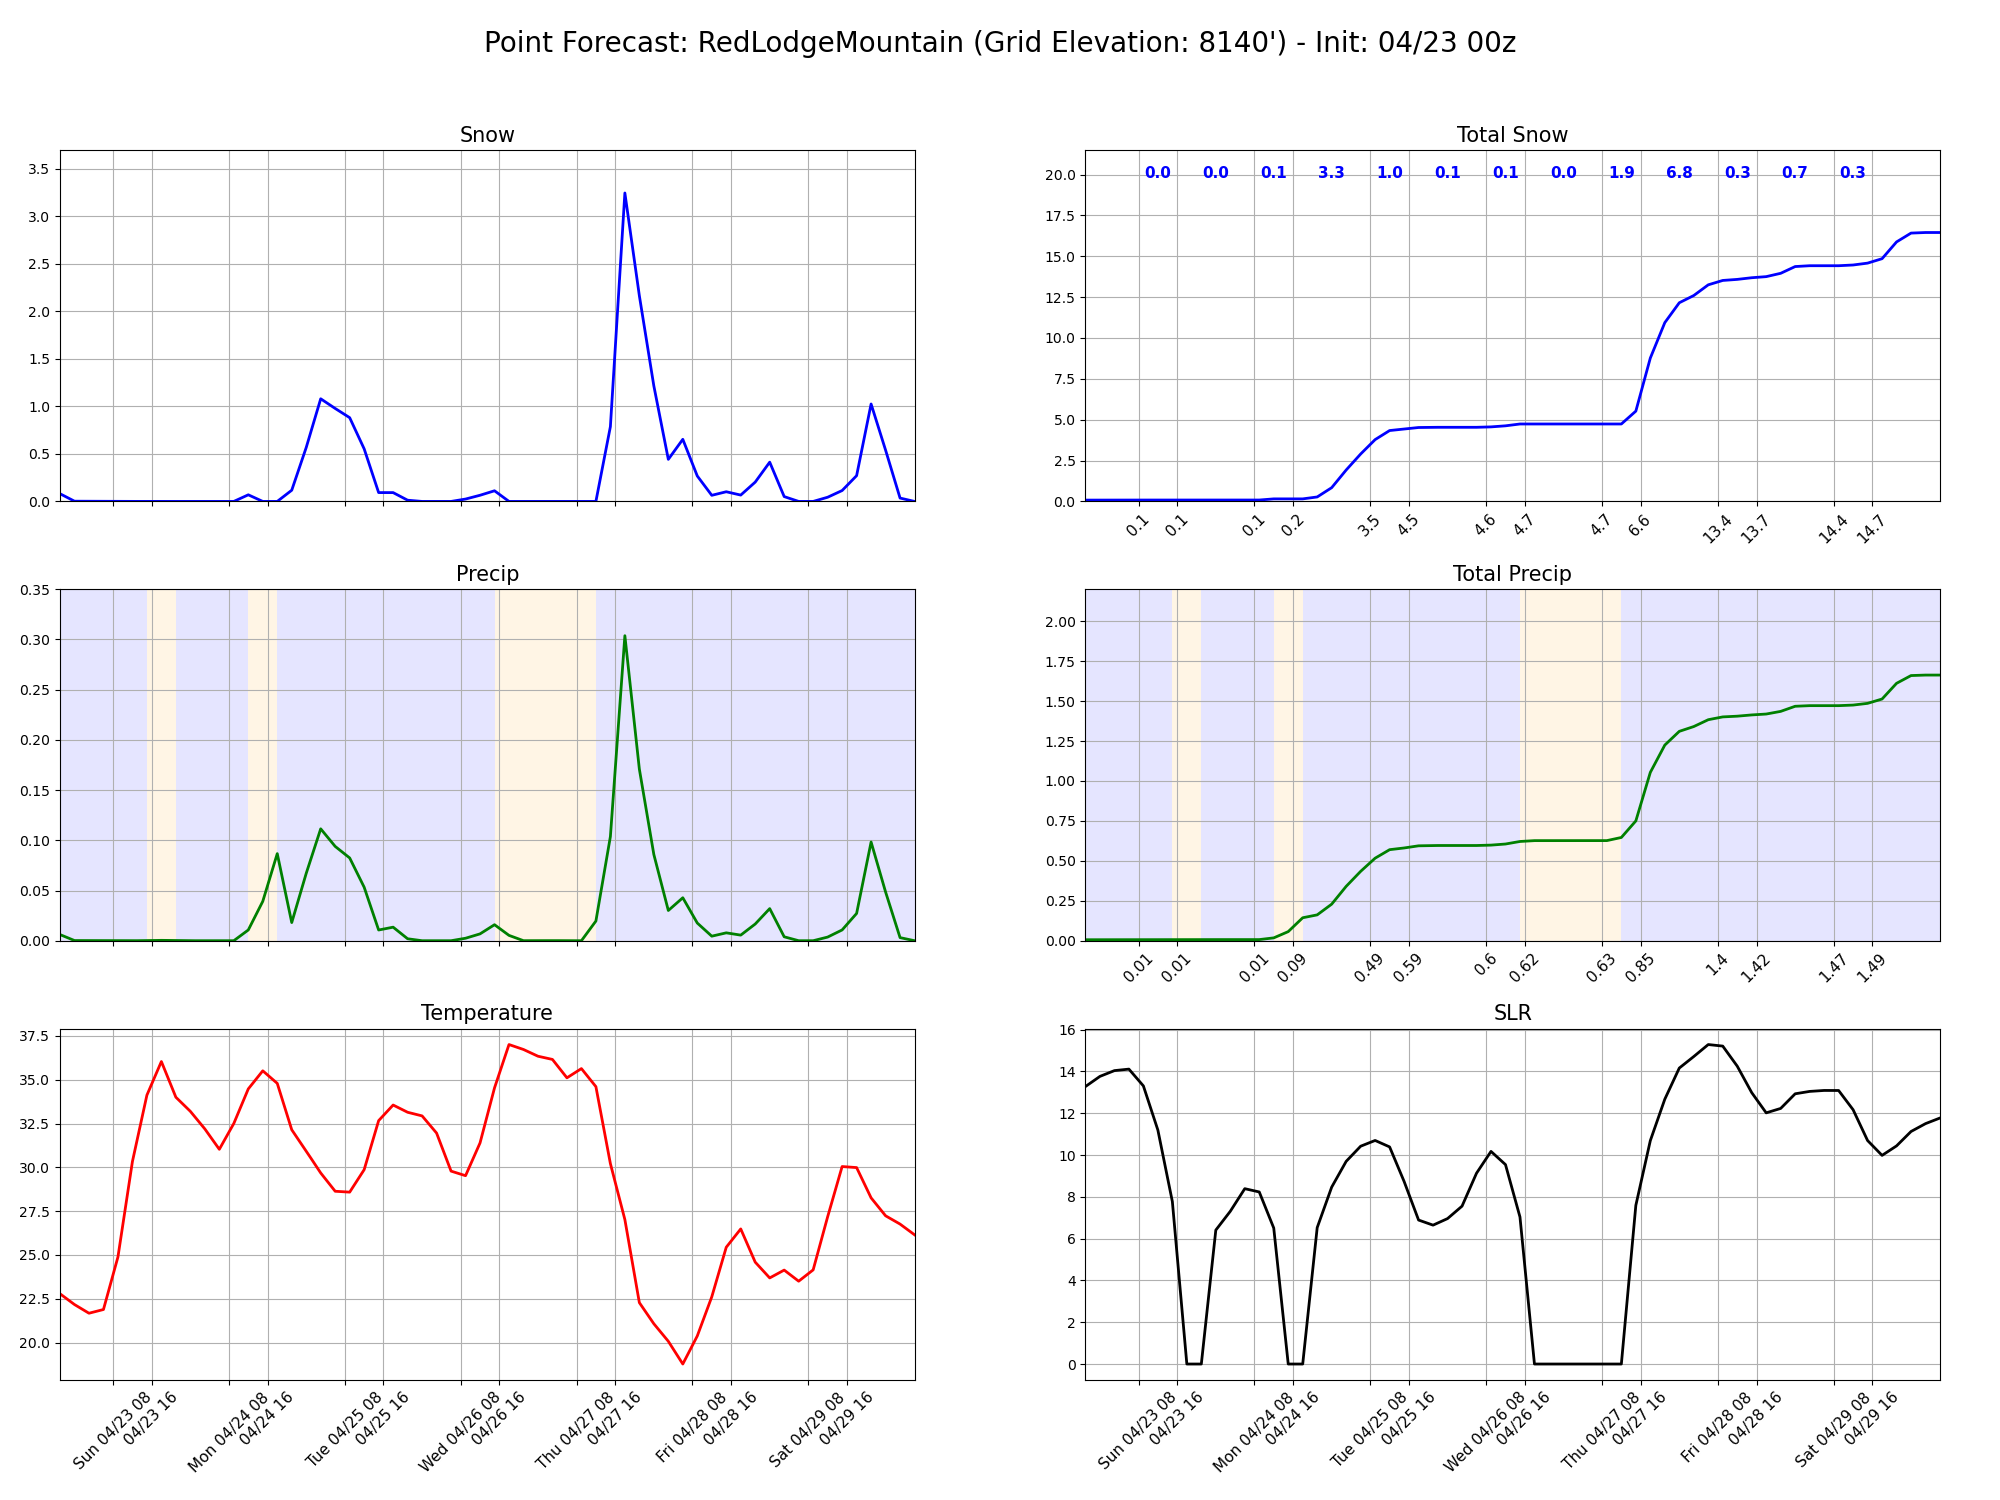 Point Forecast: RedLodgeMountain (Grid Elevation: 8140') - Init: 04/23 00z
Snow
3.5
3.0
2.5
2.0
1.5
1.0
0.5
0.0
Total Snow
0.0 0.0 0.1 3.3 1.0 0.1 0.1 0.0 1.9 6.8 0.3 0.7 0.3
20.0
17.5
15.0
12.5
10.0
7.5
5.0
2.5
0.0
0.1 0.1 0.1 0.2 3.5 4.5 4.6 4.7 4.7 6.6 13.4 13.7 14.4 14.7
Precip
0.35
0.30
0.25
0.20
0.15
0.10
0.05
0.00
Total Precip
2.00
1.75
1.50
1.25
1.00
0.75
0.50
0.25
0.00
0.01 0.01 0.01 0.09 0.49 0.59 0.6 0.62 0.63 0.85 1.4 1.42 1.47 1.49
Temperature
37.5
35.0
32.5
30.0
27.5
25.0
22.5
20.0
Sun 04/23 08
04/23 16
Mon 04/24 08
04/24 16
Tue 04/25 08
04/25 16
Wed 04/26 08
04/26 16
Thu 04/27 08
04/27 16
Fri 04/28 08
04/28 16
Sat 04/29 08
04/29 16
SLR
16
14
12
10
8
6
4
2
0
Sun 04/23 08
04/23 16
Mon 04/24 08
04/24 16
Tue 04/25 08
04/25 16
Wed 04/26 08
04/26 16
Thu 04/27 08
04/27 16
Fri 04/28 08
04/28 16
Sat 04/29 08
04/29 16